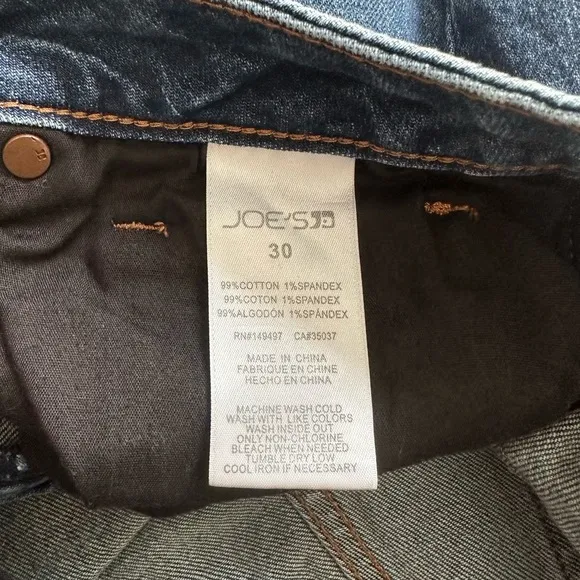 JOE'S
30
99%COTTON 1%SPANDEX
99%COTON 1%SPANDEX
99%ALGODÓN 1%SPÁNDEX
RN#149497 CA#35037
MADE IN CHINA
FABRIQUE EN CHINE
HECHO EN CHINA
MACHINE WASH COLD
WASH WITH LIKE COLORS
WASH INSIDE OUT
ONLY NON-CHLORINE
BLEACH WHEN NEEDED
TUMBLE DRY LOW
COOL IRON IF NECESSARY